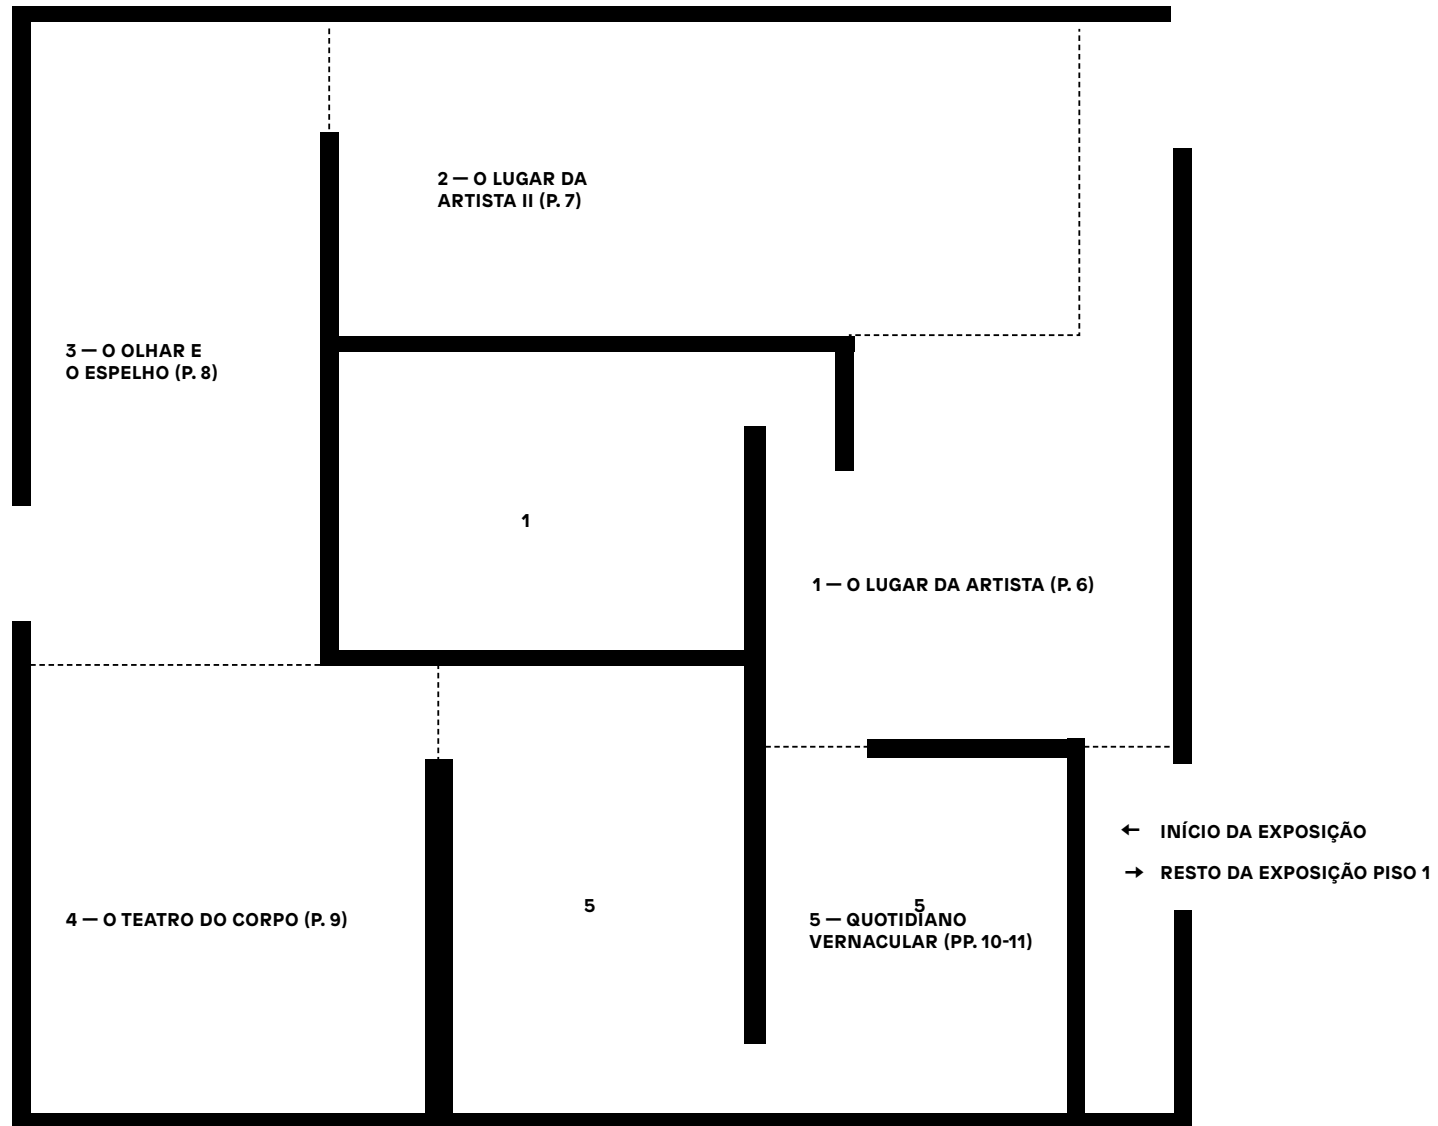 2 — O LUGAR DA
ARTISTA II (P. 7)
3 — O OLHAR E
O ESPELHO (P. 8)
1
1 — O LUGAR DA ARTISTA (P. 6)
← INÍCIO DA EXPOSIÇÃO
→ RESTO DA EXPOSIÇÃO PISO 1
4 — O TEATRO DO CORPO (P. 9)
5
5
5 — QUOTIDIANO
VERNACULAR (PP. 10-11)